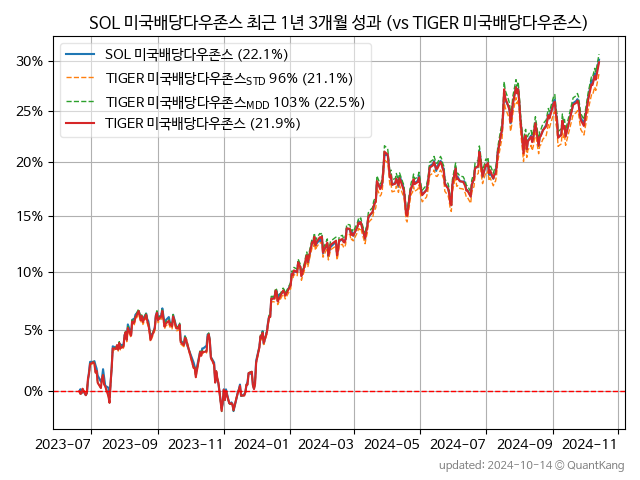 SOL 미국배당다우존스 최근 1년 3개월 성과 (vs TIGER 미국배당다우존스)
SOL 미국배당다우존스 (22.1%)
TIGER 미국배당다우존스STD 96% (21.1%)
TIGER 미국배당다우존스MDD 103% (22.5%)
TIGER 미국배당다우존스 (21.9%)
30%
25%
20%
15%
10%
5%
0%
2023-07 2023-09 2023-11 2024-01 2024-03 2024-05 2024-07 2024-09 2024-11
updated: 2024-10-14 © QuantKang